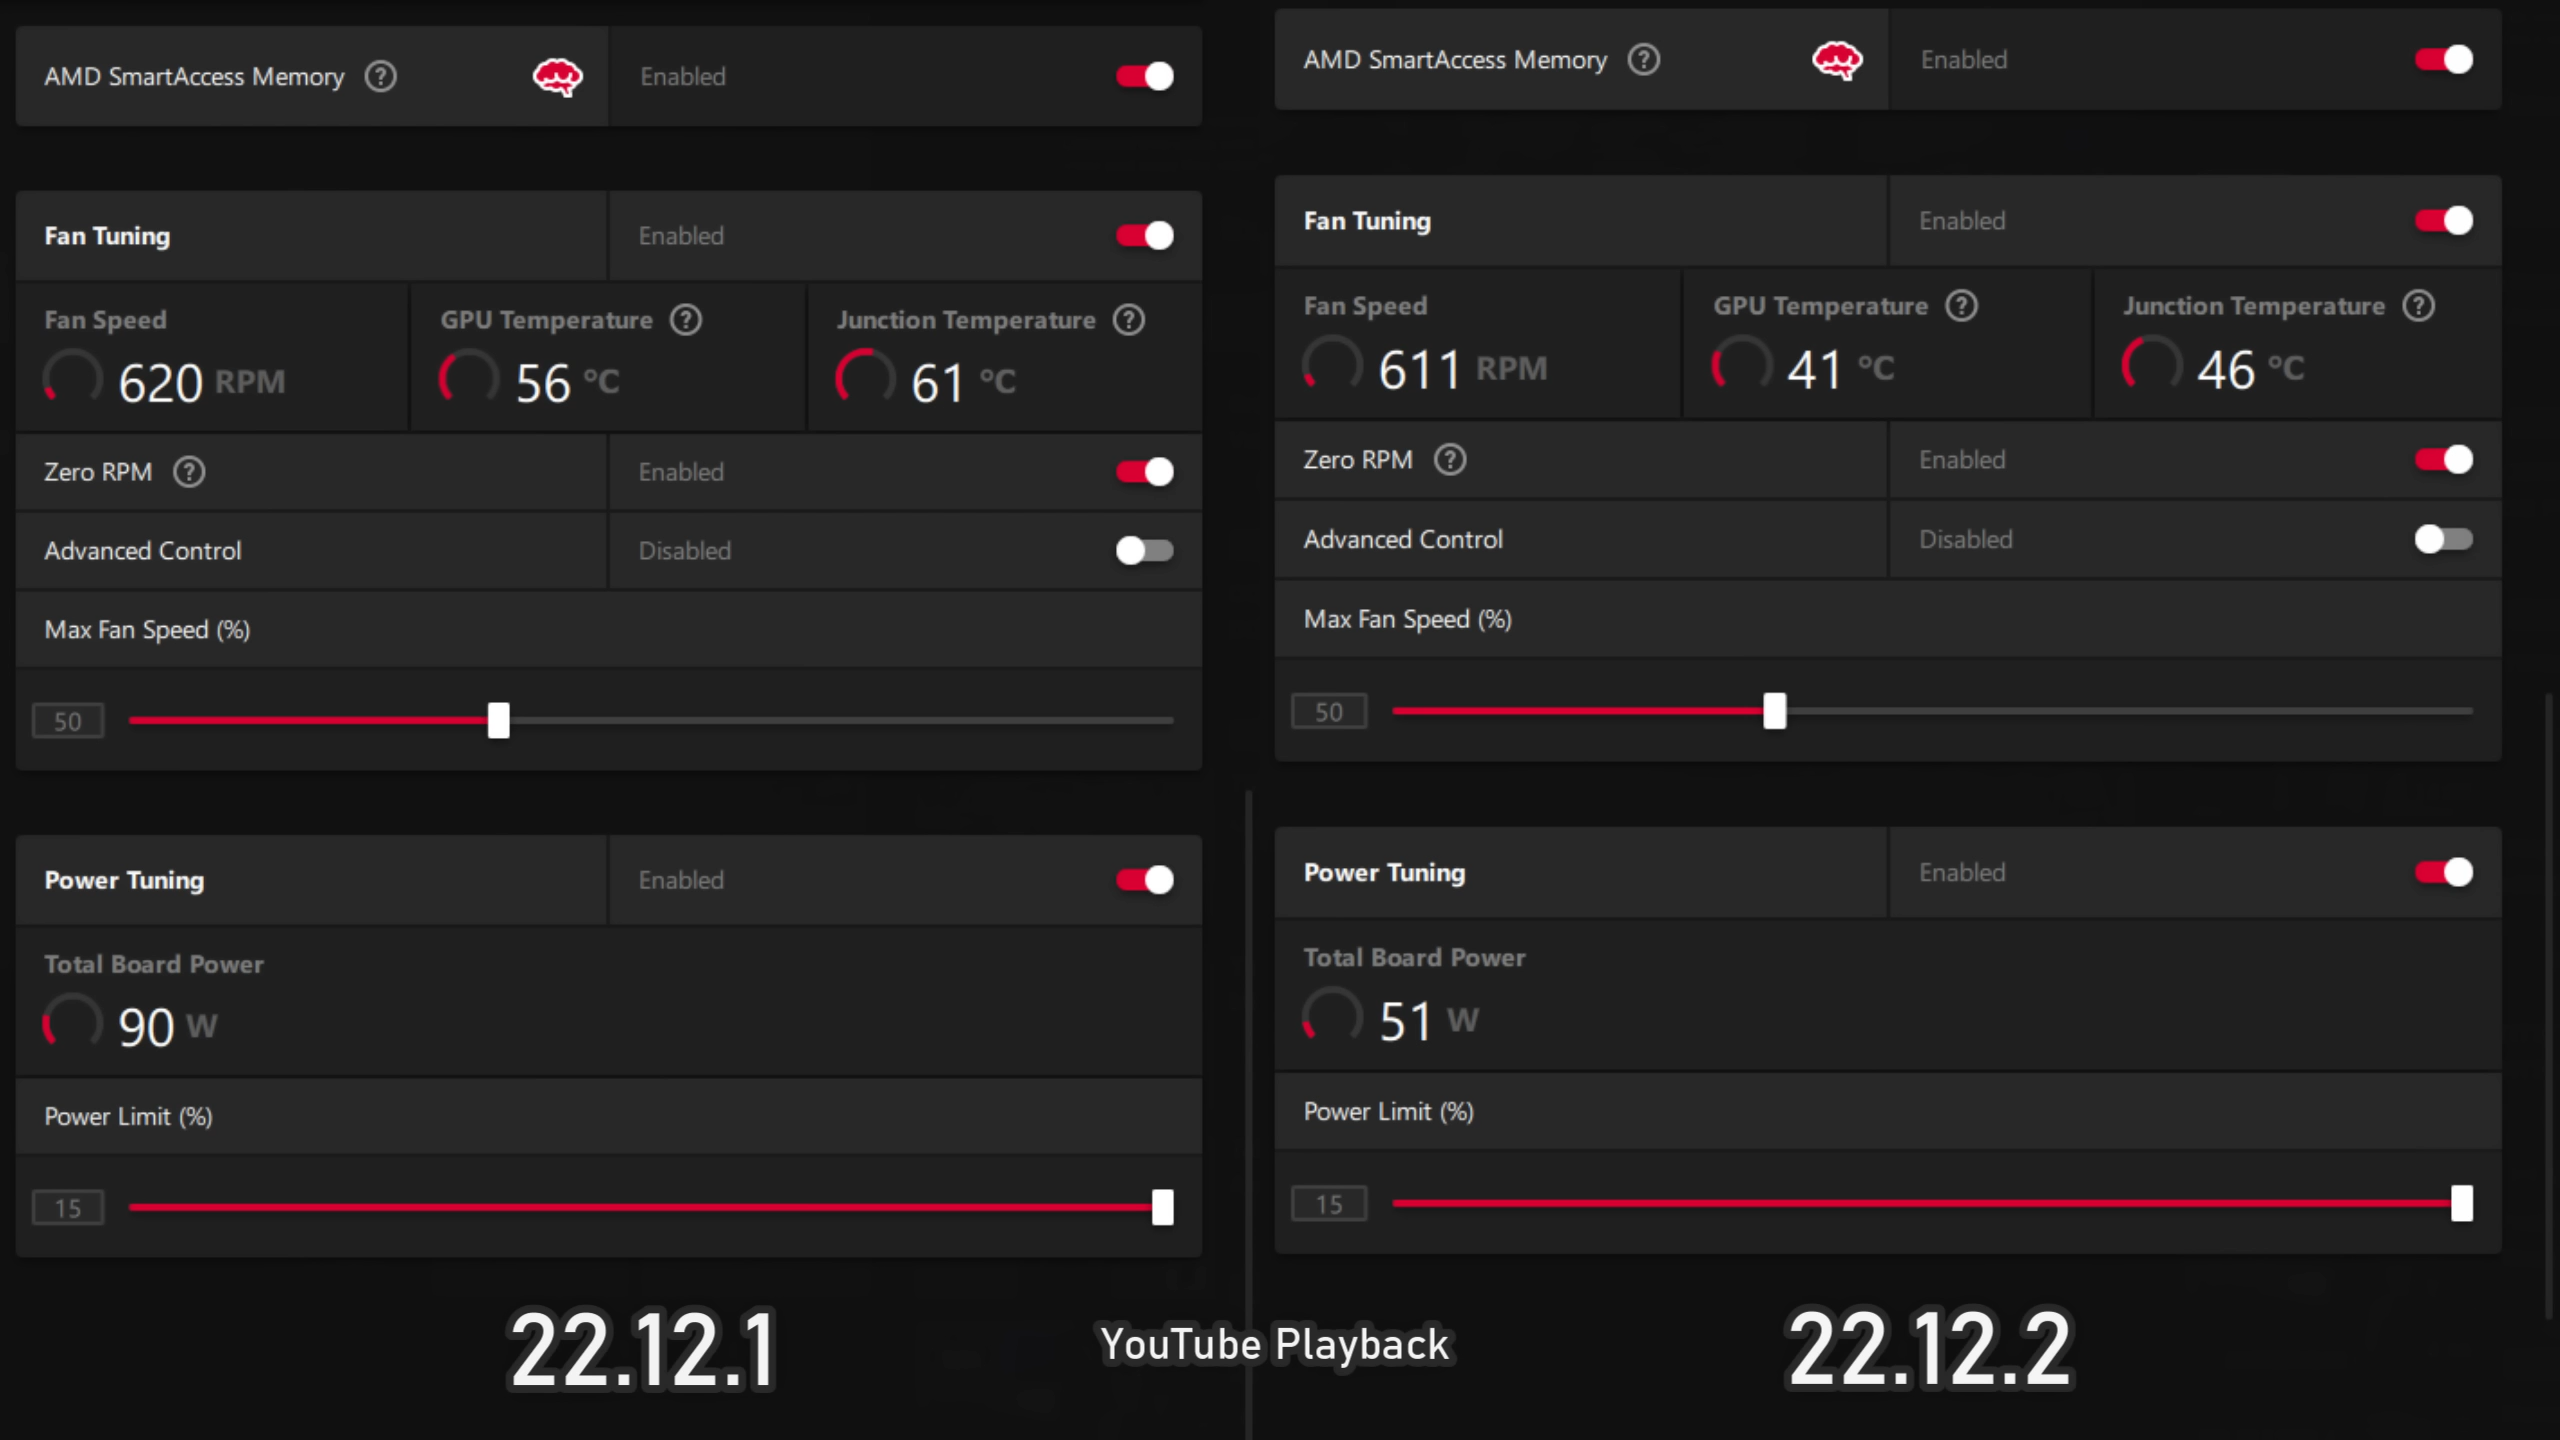 AMD SmartAccess Memory ? Enabled
Fan Tuning Enabled
Fan Speed GPU Temperature ? Junction Temperature ?
620 RPM 56 °C 61 °C
Zero RPM ? Enabled
Advanced Control Disabled
Max Fan Speed (%)
50
Power Tuning Enabled
Total Board Power
90 W
Power Limit (%)
15
22.12.1
AMD SmartAccess Memory ? Enabled
Fan Tuning Enabled
Fan Speed GPU Temperature ? Junction Temperature ?
611 RPM 41 °C 46 °C
Zero RPM ? Enabled
Advanced Control Disabled
Max Fan Speed (%)
50
Power Tuning Enabled
Total Board Power
51 W
Power Limit (%)
15
YouTube Playback
22.12.2